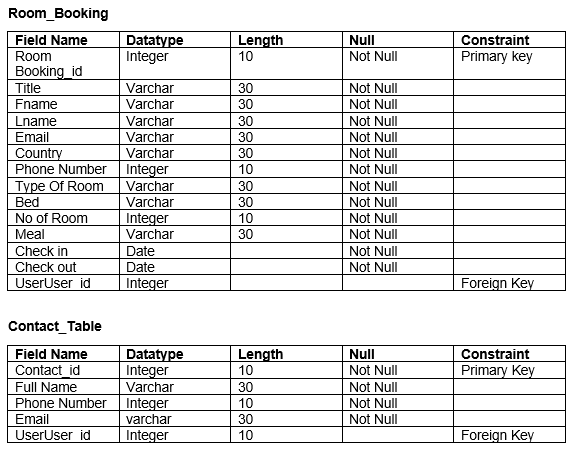 Room_Booking
Field Name Datatype Length Null Constraint
Room Booking_id Integer 10 Not Null Primary key
Title Varchar 30 Not Null
Fname Varchar 30 Not Null
Lname Varchar 30 Not Null
Email Varchar 30 Not Null
Country Varchar 30 Not Null
Phone Number Integer 10 Not Null
Type Of Room Varchar 30 Not Null
Bed Varchar 30 Not Null
No of Room Integer 10 Not Null
Meal Varchar 30 Not Null
Check in Date Not Null
Check out Date Not Null
UserUser_id Integer Foreign Key
Contact_Table
Field Name Datatype Length Null Constraint
Contact_id Integer 10 Not Null Primary Key
Full Name Varchar 30 Not Null
Phone Number Integer 10 Not Null
Email varchar 30 Not Null
UserUser_id Integer 10 Foreign Key